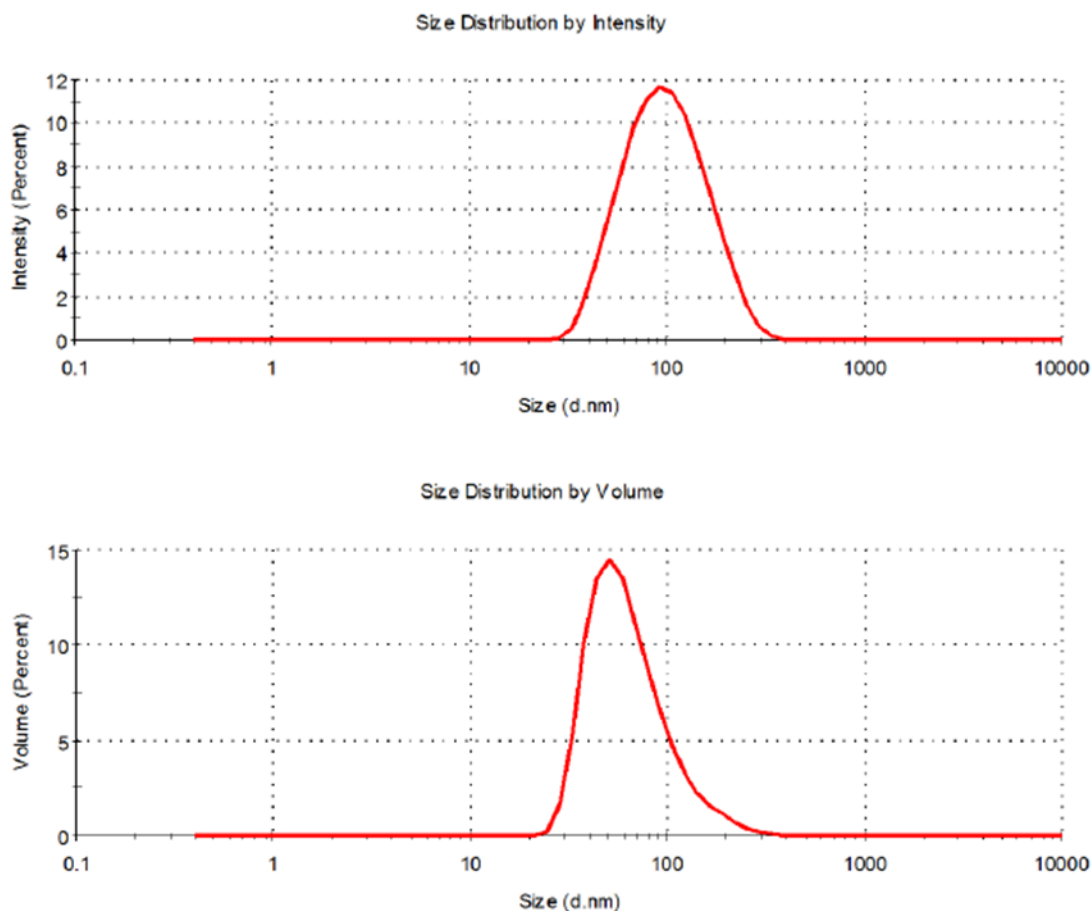 Size Distribution by Intensity
12
10
8
6
4
2
0
Intensity (Percent)
0.1 1 10 100 1000 10000
Size (d.nm)
Size Distribution by Volume
15
10
5
0
Volume (Percent)
0.1 1 10 100 1000 10000
Size (d.nm)